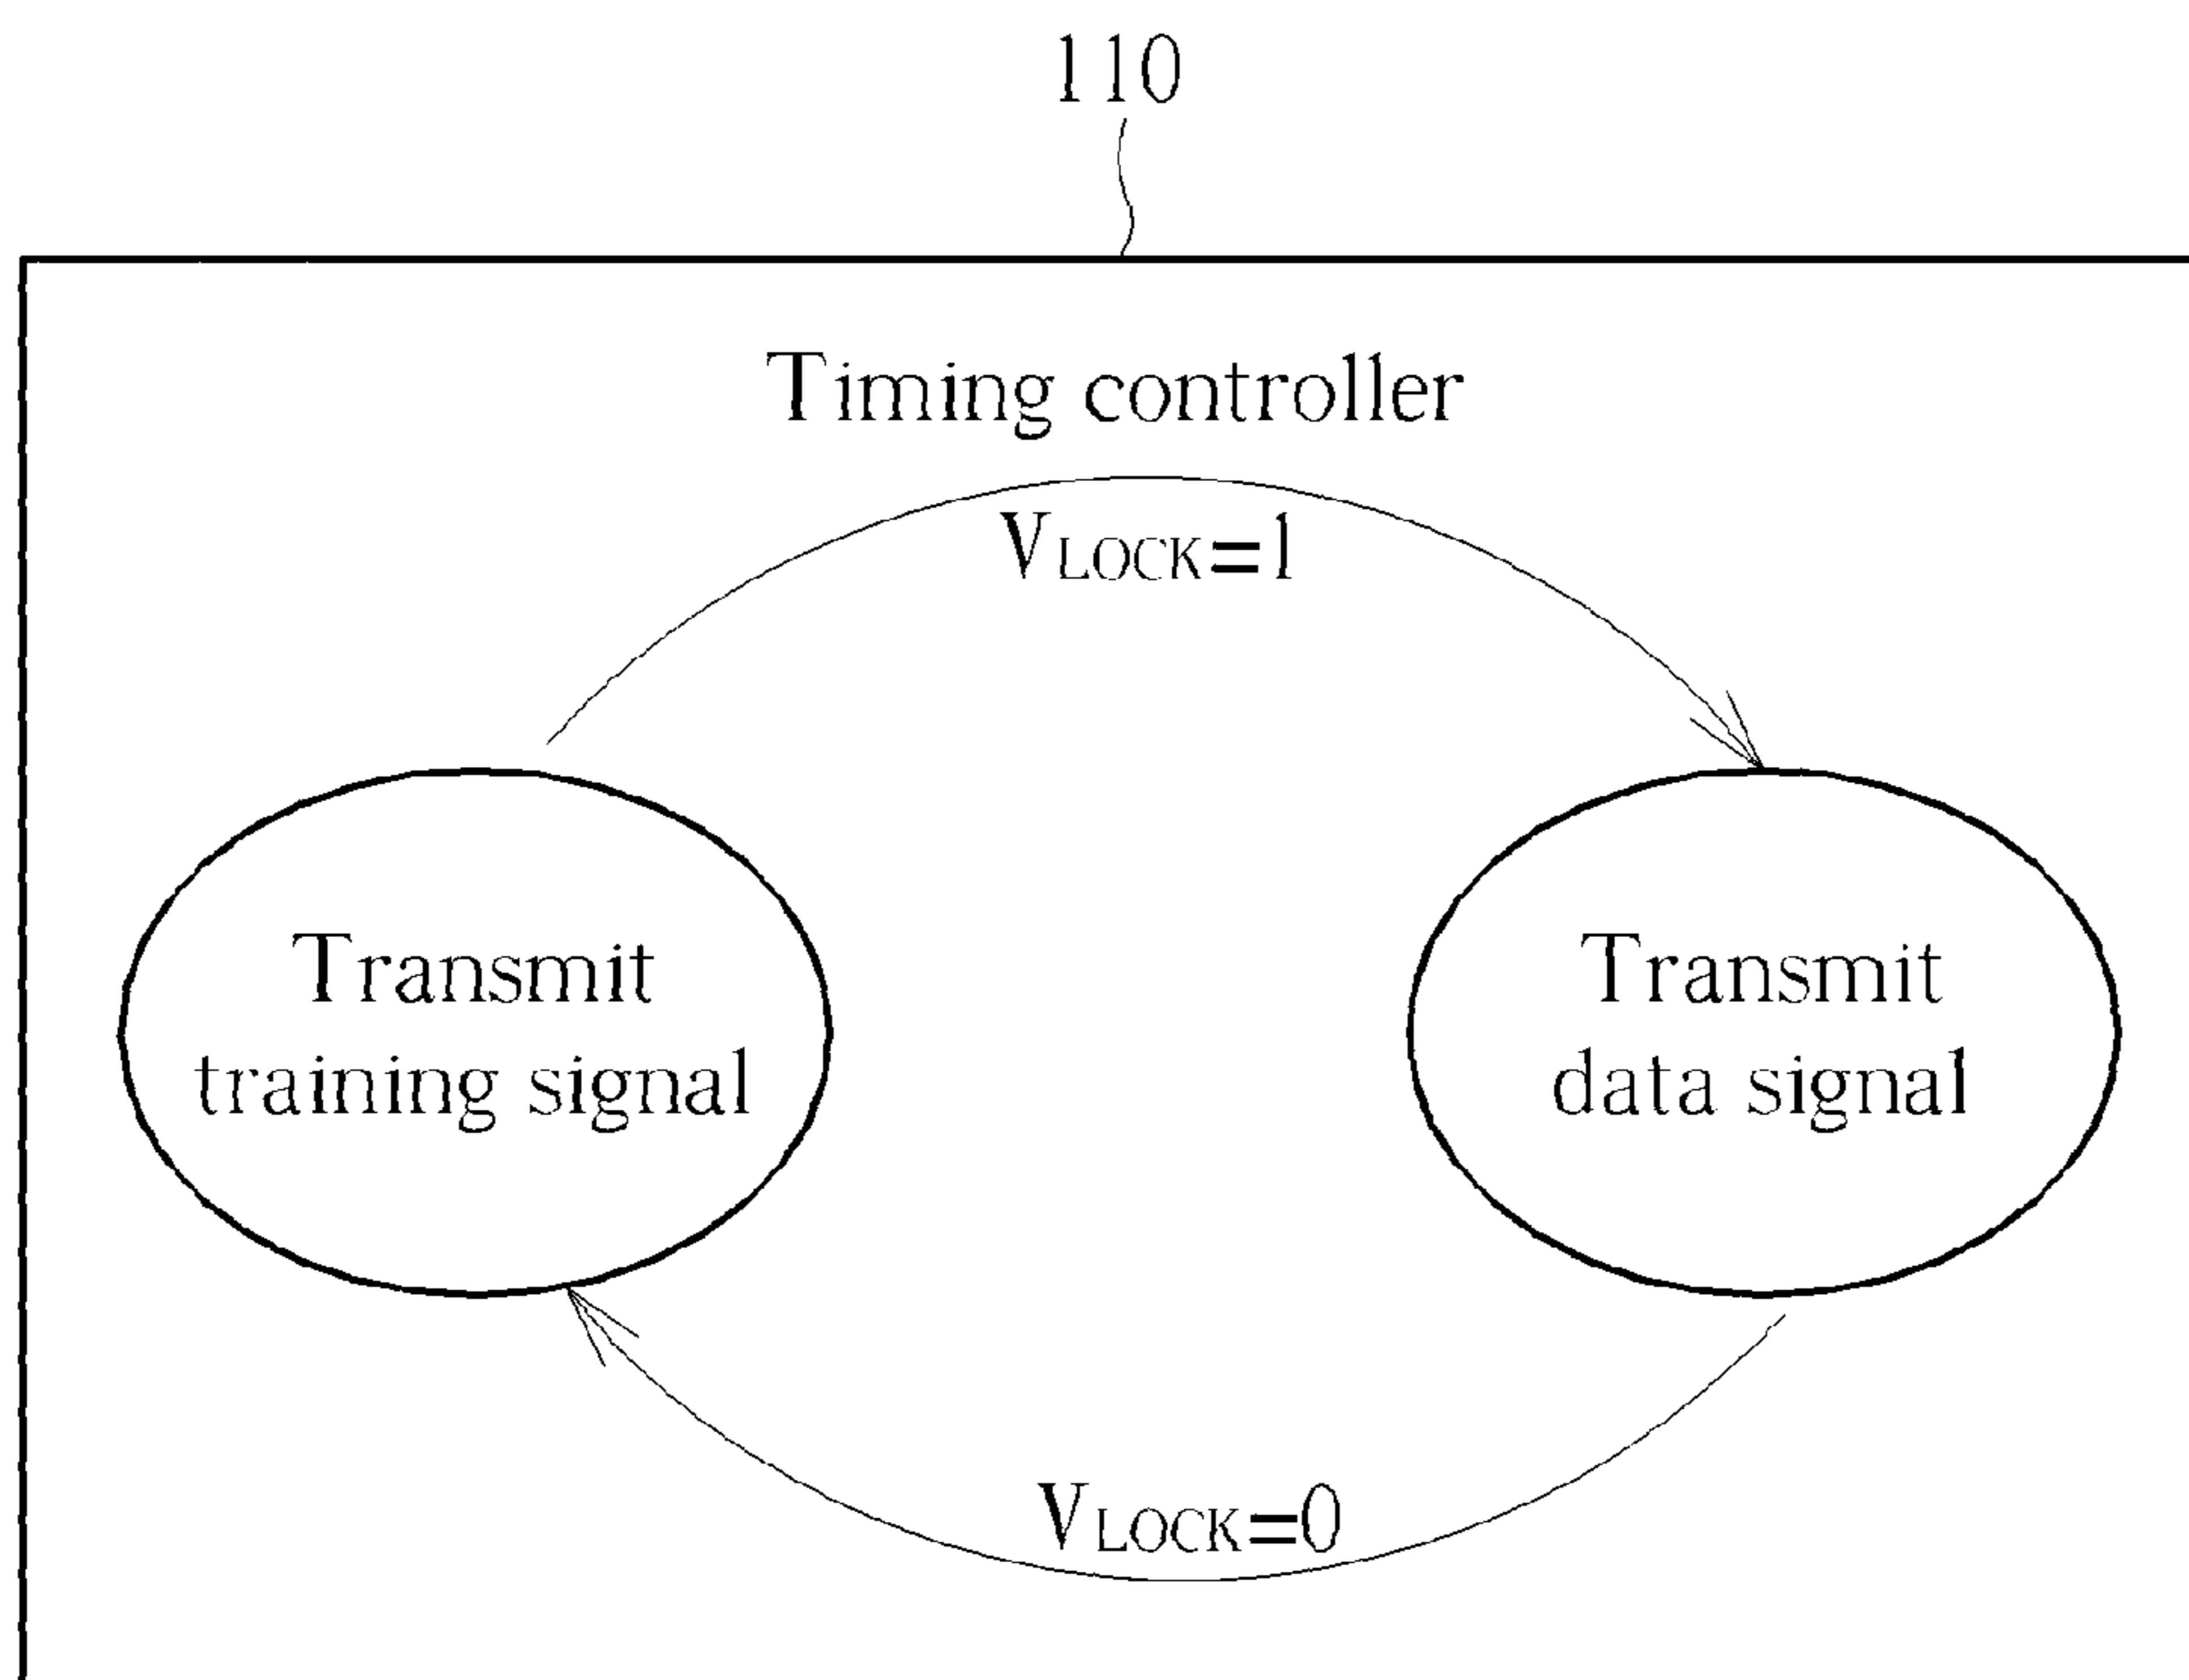 110
Timing controller
VLOCK=1
Transmit
training signal
Transmit
data signal
VLOCK=0